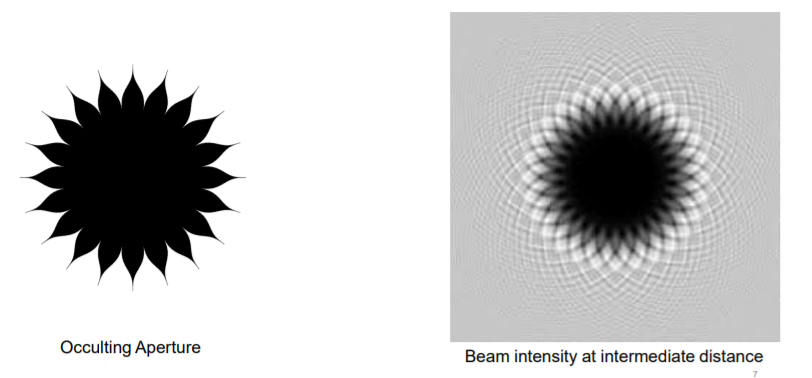 Occulting Aperture
Beam intensity at intermediate distance
7